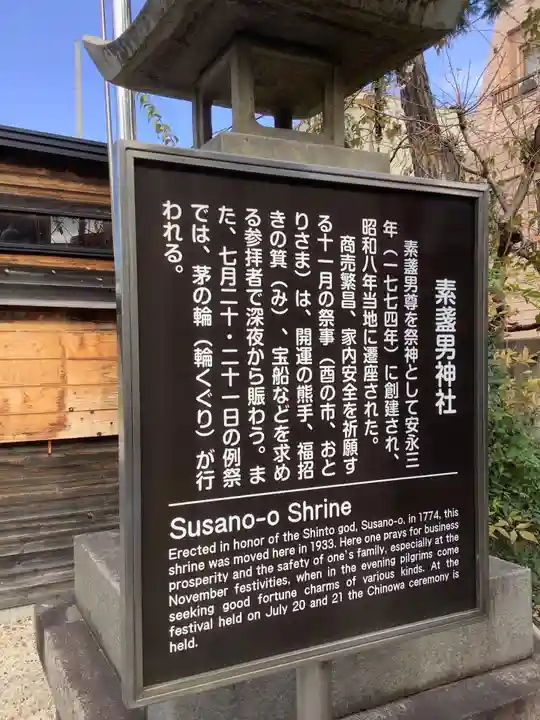 素盞男神社
素盞男尊を祭神として安永三
年（一七七四年）に創建され、
昭和八年当地に遷座された。
商売繁昌、家内安全を祈願す
る十一月の祭事（酉の市、おと
りさま）は、開運の熊手、福招
きの箕（み）、宝船などを求め
る参拝者で深夜から賑わう。ま
た、七月二十・二十一日の例祭
では、茅の輪（輪くぐり）が行
われる。
Susano-o Shrine
Erected in honor of the Shinto god, Susano-o, in 1774, this
shrine was moved here in 1933. Here one prays for business
prosperity and the safety of one's family, especially at the
November festivities, when in the evening pilgrims come
seeking good fortune charms of various kinds. At the
festival held on July 20 and 21 the Chinowa ceremony is
held.